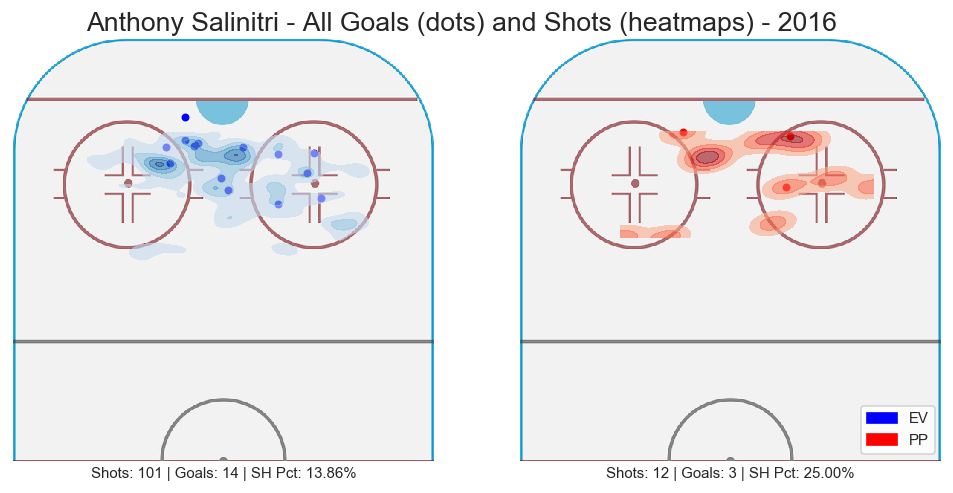 Anthony Salinitri - All Goals (dots) and Shots (heatmaps) - 2016
EV
PP
Shots: 101 | Goals: 14 | SH Pct: 13.86%
Shots: 12 | Goals: 3 | SH Pct: 25.00%